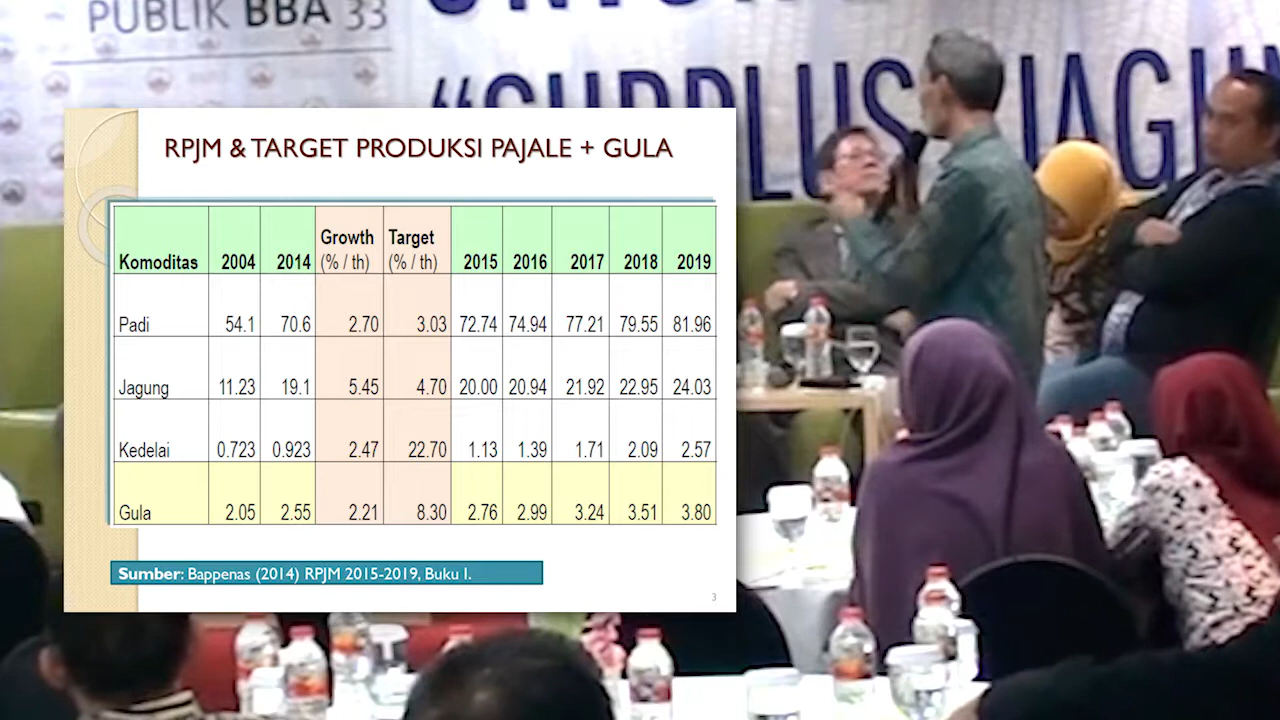 PUBLIK BBA 33
RPJM & TARGET PRODUKSI PAJALE + GULA
Komoditas 2004 2014 Growth (% / th) Target (% / th) 2015 2016 2017 2018 2019
Padi 54.1 70.6 2.70 3.03 72.74 74.94 77.21 79.55 81.96
Jagung 11.23 19.1 5.45 4.70 20.00 20.94 21.92 22.95 24.03
Kedelai 0.723 0.923 2.47 22.70 1.13 1.39 1.71 2.09 2.57
Gula 2.05 2.55 2.21 8.30 2.76 2.99 3.24 3.51 3.80
Sumber: Bappenas (2014) RPJM 2015-2019, Buku I.
3